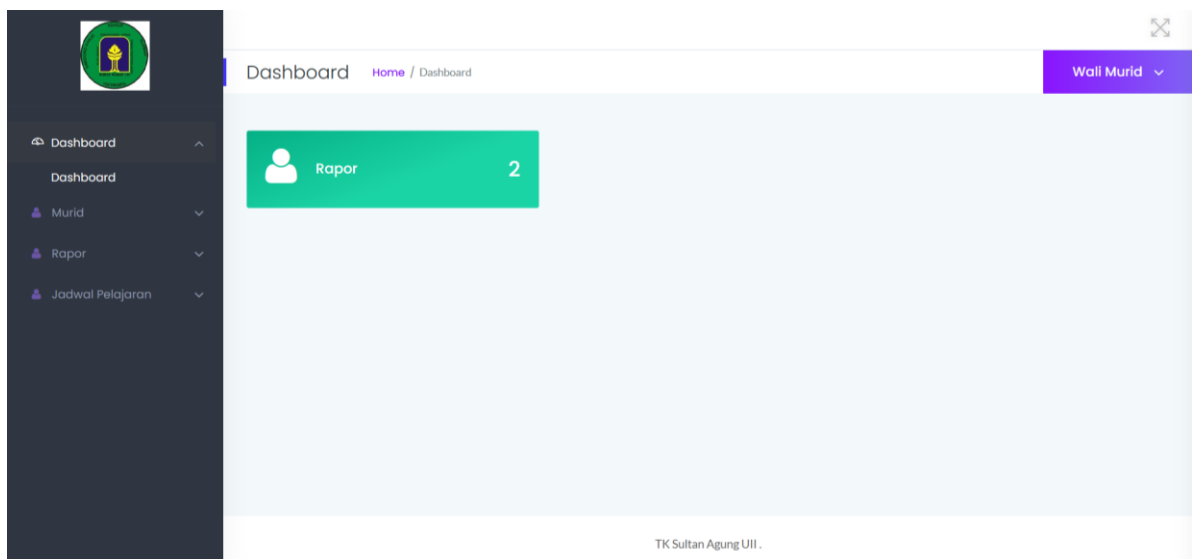 Dashboard Home / Dashboard
Wali Murid
Dashboard
Dashboard
Murid
Rapor
Jadwal Pelajaran
Rapor 2
TK Sultan Agung UII .